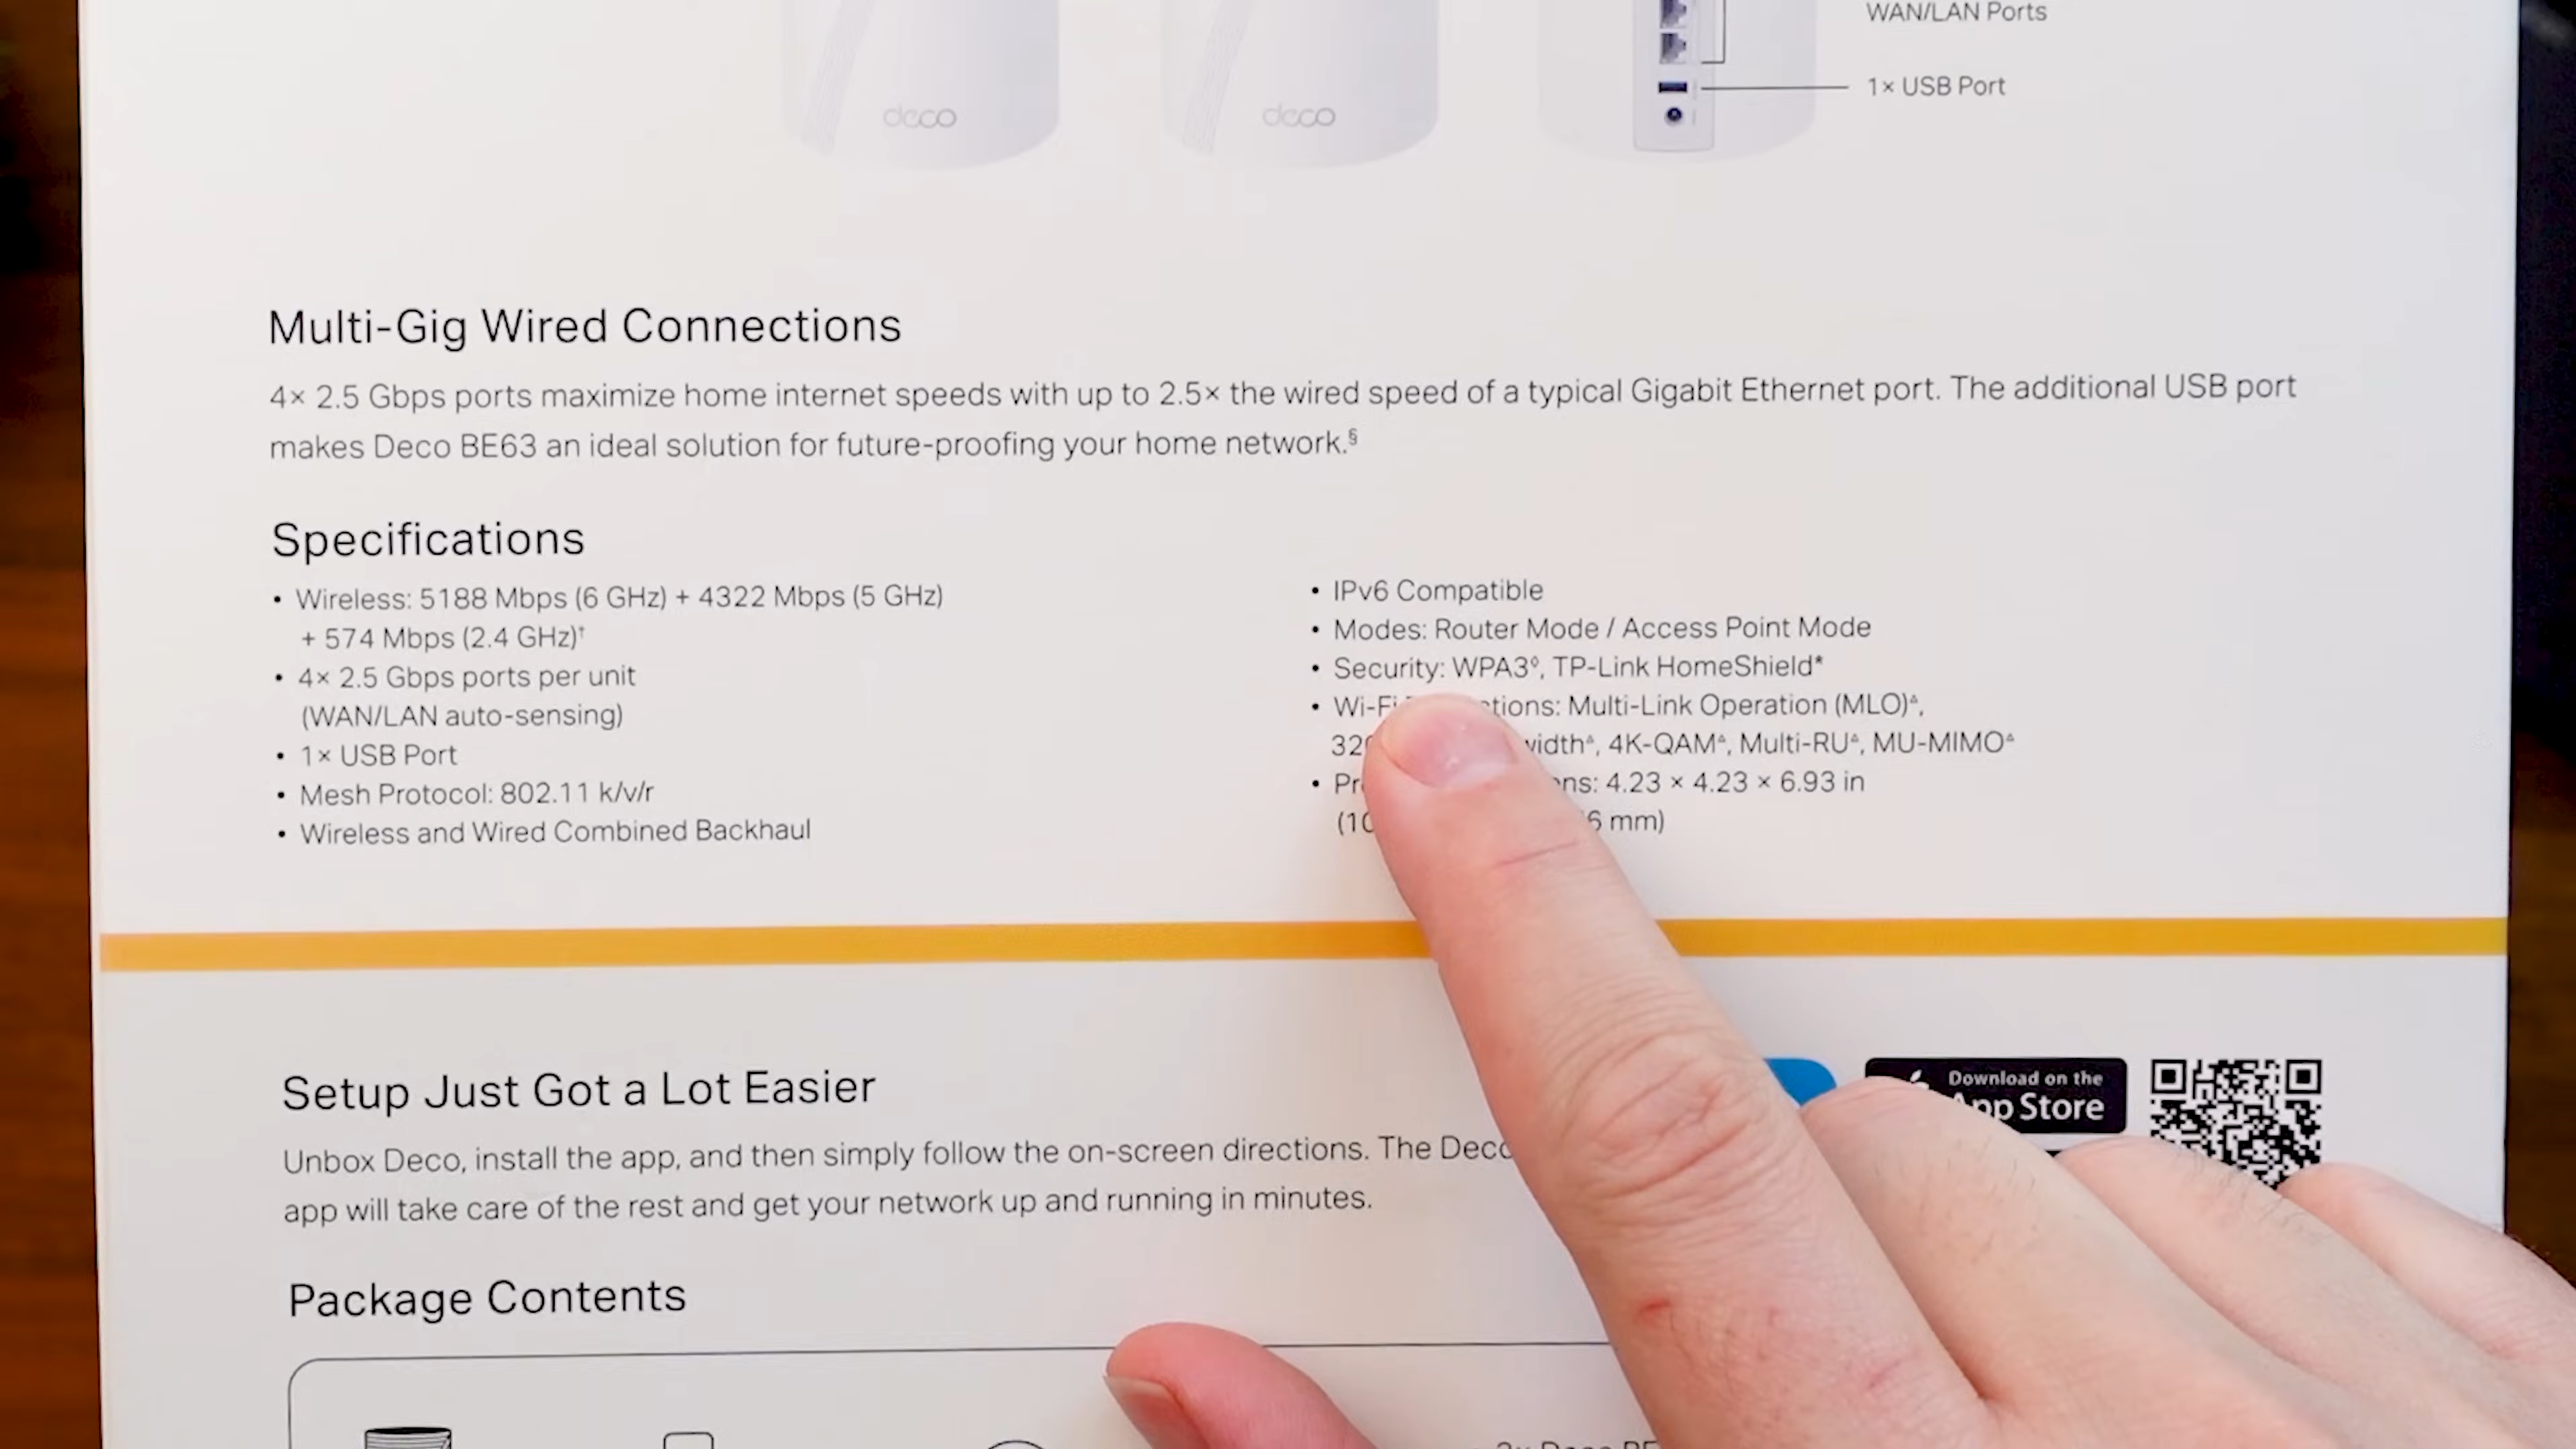 WAN/LAN Ports
1× USB Port
deco deco
Multi-Gig Wired Connections
4× 2.5 Gbps ports maximize home internet speeds with up to 2.5× the wired speed of a typical Gigabit Ethernet port. The additional USB port
makes Deco BE63 an ideal solution for future-proofing your home network.§
Specifications
• Wireless: 5188 Mbps (6 GHz) + 4322 Mbps (5 GHz)
+ 574 Mbps (2.4 GHz)†
• 4× 2.5 Gbps ports per unit
(WAN/LAN auto-sensing)
• 1× USB Port
• Mesh Protocol: 802.11 k/v/r
• Wireless and Wired Combined Backhaul
• IPv6 Compatible
• Modes: Router Mode / Access Point Mode
• Security: WPA3◊, TP-Link HomeShield*
• Wi-Fi Multi-Link Operation (MLO)▵,
4K-QAM▵, Multi-RU▵, MU-MIMO▵
• 4.23 × 4.23 × 6.93 in
mm)
Setup Just Got a Lot Easier
Unbox Deco, install the app, and then simply follow the on-screen directions. The Deco
app will take care of the rest and get your network up and running in minutes.
Download on the
App Store
Package Contents